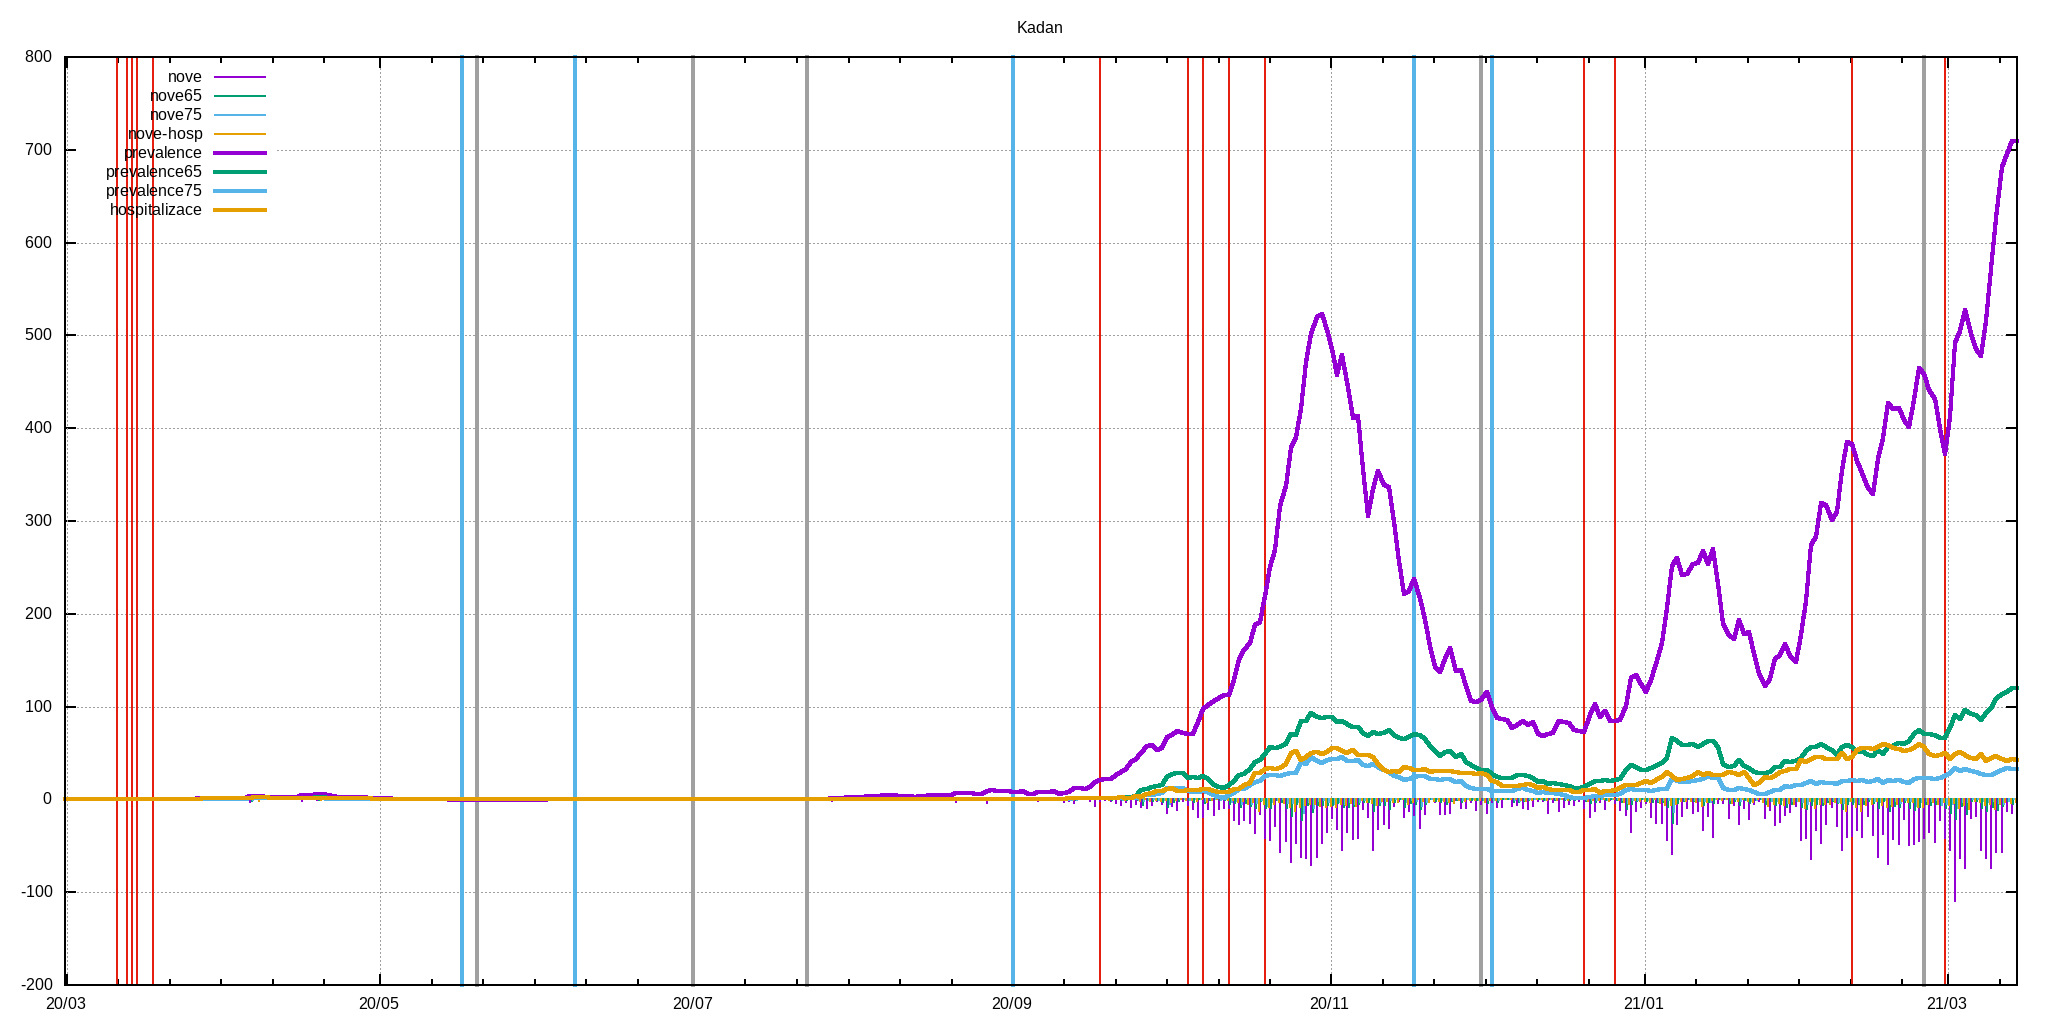 Kadan
800
700
600
500
400
300
200
100
0
-100
-200
nove
nove65
nove75
nove-hosp
prevalence
prevalence65
prevalence75
hospitalizace
20/03 20/05 20/07 20/09 20/11 21/01 21/03